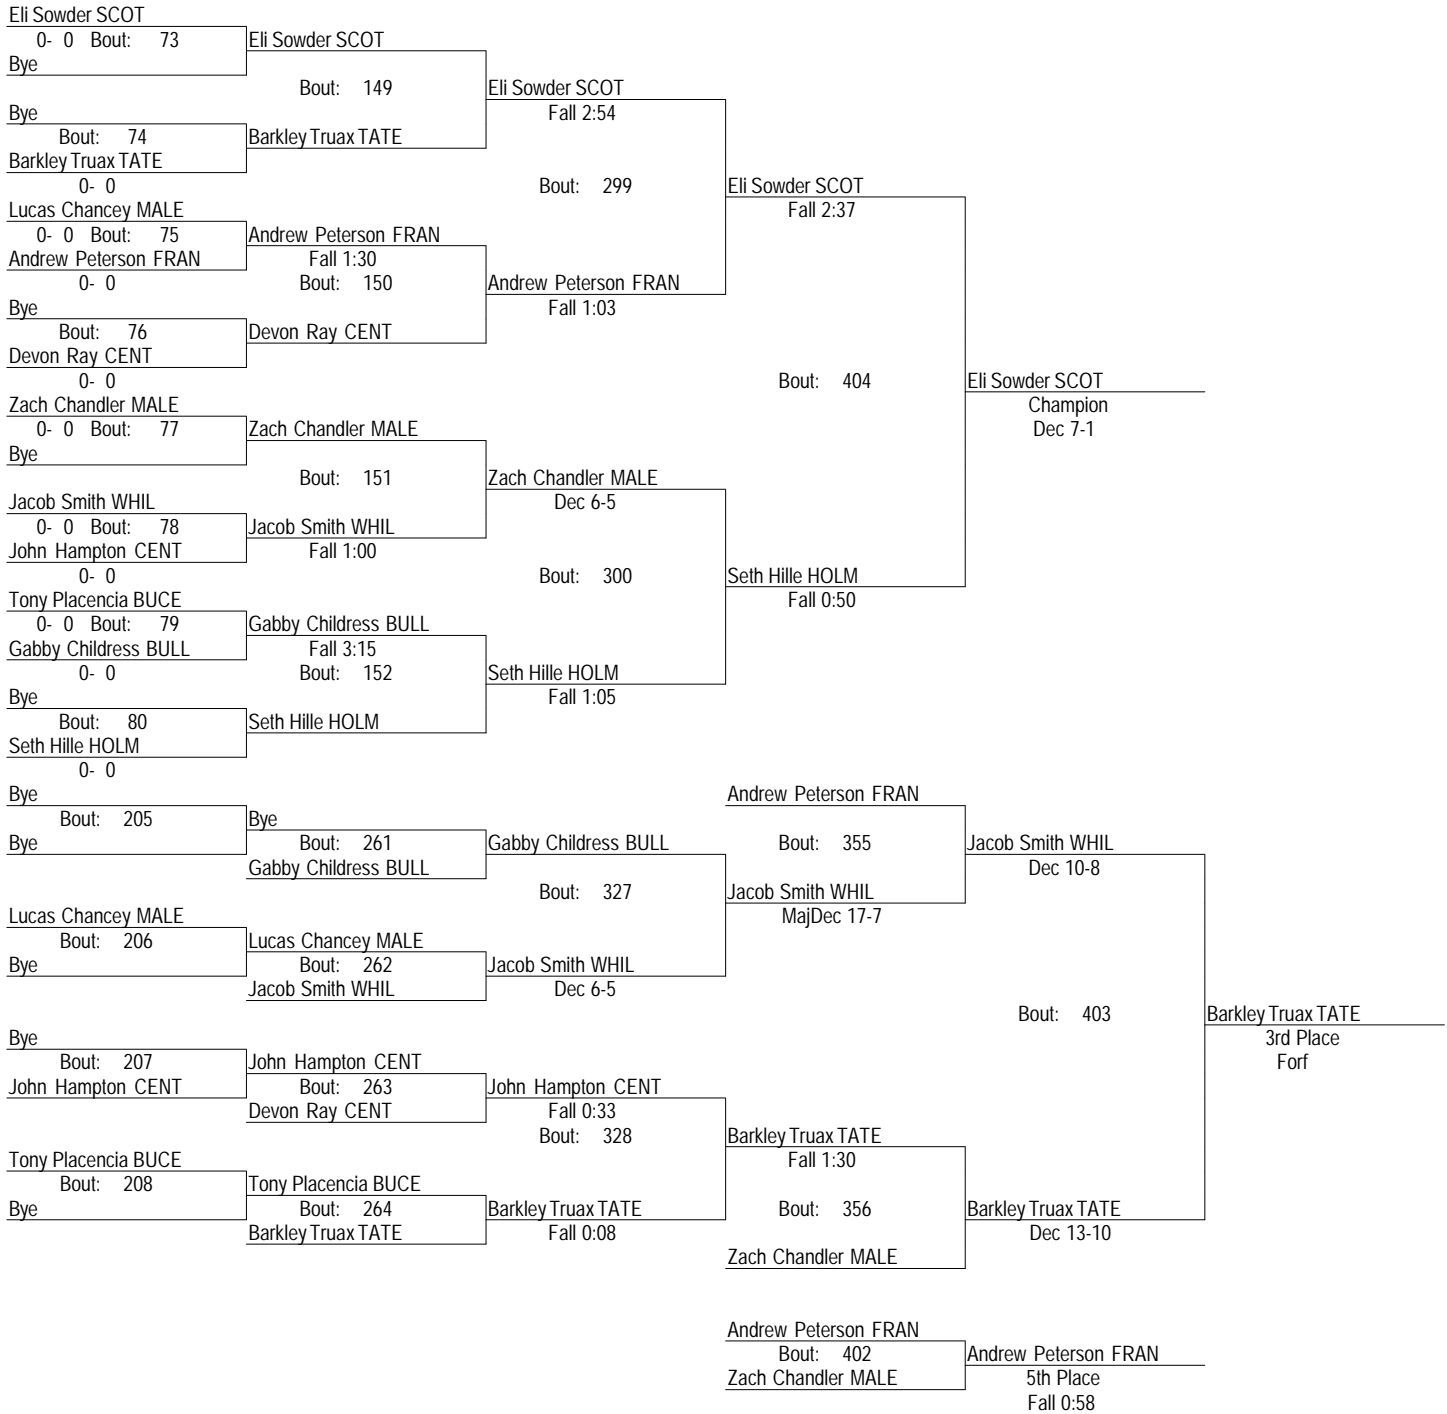 Eli Sowder SCOT
0- 0 Bout: 73 Eli Sowder SCOT
Bye
Bout: 149 Eli Sowder SCOT
Bye Fall 2:54
Bout: 74 Barkley Truax TATE
Barkley Truax TATE
0- 0 Bout: 299 Eli Sowder SCOT
Lucas Chancey MALE Fall 2:37
0- 0 Bout: 75 Andrew Peterson FRAN
Andrew Peterson FRAN Fall 1:30
0- 0 Bout: 150 Andrew Peterson FRAN
Bye Fall 1:03
Bout: 76 Devon Ray CENT
Devon Ray CENT
0- 0 Bout: 404 Eli Sowder SCOT
Zach Chandler MALE Champion
0- 0 Bout: 77 Zach Chandler MALE Dec 7-1
Bye
Bout: 151 Zach Chandler MALE
Jacob Smith WHIL Dec 6-5
0- 0 Bout: 78 Jacob Smith WHIL
John Hampton CENT Fall 1:00
0- 0 Bout: 300 Seth Hille HOLM
Tony Placencia BUCE Fall 0:50
0- 0 Bout: 79 Gabby Childress BULL
Gabby Childress BULL Fall 3:15
0- 0 Bout: 152 Seth Hille HOLM
Bye Fall 1:05
Bout: 80 Seth Hille HOLM
Seth Hille HOLM
0- 0
Bye Andrew Peterson FRAN
Bout: 205 Bye
Bye Bout: 261 Gabby Childress BULL Bout: 355 Jacob Smith WHIL
Gabby Childress BULL Dec 10-8
Bout: 327 Jacob Smith WHIL
Lucas Chancey MALE MajDec 17-7
Bout: 206 Lucas Chancey MALE
Bye Bout: 262 Jacob Smith WHIL
Jacob Smith WHIL Dec 6-5
Bout: 403 Barkley Truax TATE
Bye 3rd Place
Bout: 207 John Hampton CENT Forf
John Hampton CENT Bout: 263 John Hampton CENT
Devon Ray CENT Fall 0:33
Bout: 328 Barkley Truax TATE
Tony Placencia BUCE Fall 1:30
Bout: 208 Tony Placencia BUCE
Bye Bout: 264 Barkley Truax TATE Bout: 356 Barkley Truax TATE
Barkley Truax TATE Fall 0:08 Dec 13-10
Zach Chandler MALE
Andrew Peterson FRAN
Bout: 402 Andrew Peterson FRAN
Zach Chandler MALE 5th Place
Fall 0:58